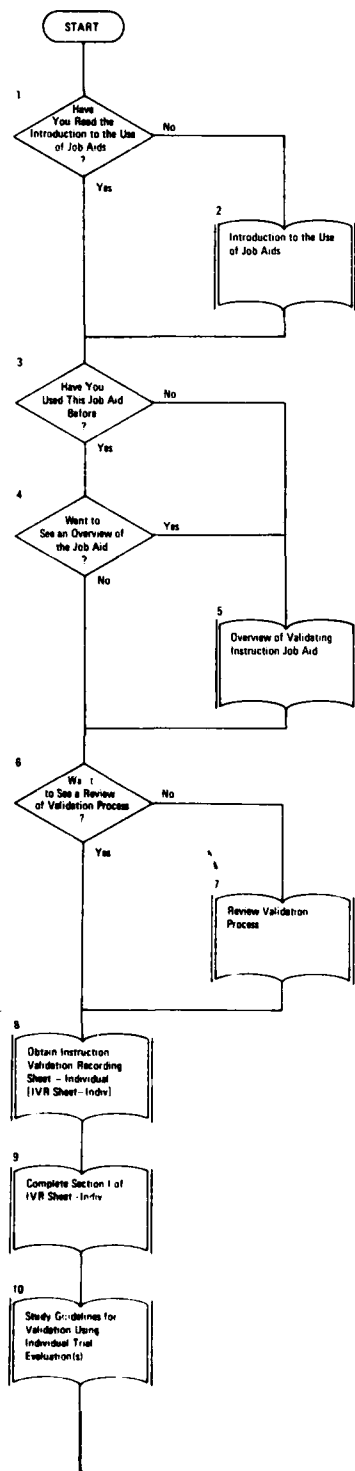 START
1
Have
You Read the
Introduction to the Use
of Job Aids
?
No
Yes
2
Introduction to the Use
of Job Aids
3
Have You
Used This Job Aid
Before
?
No
Yes
4
Want to
See an Overview of
the Job Aid
?
Yes
No
5
Overview of Validating
Instruction Job Aid
6
Wa t
to See a Review
of Validation Process
?
No
Yes
7
Review Validation
Process
8
Obtain Instruction
Validation Recording
Sheet – Individual
[IVR Sheet–Indiv]
9
Complete Section I of
IVR Sheet-Indiv
10
Study Guidelines for
Validation Using
Individual Trial
Evaluation(s)